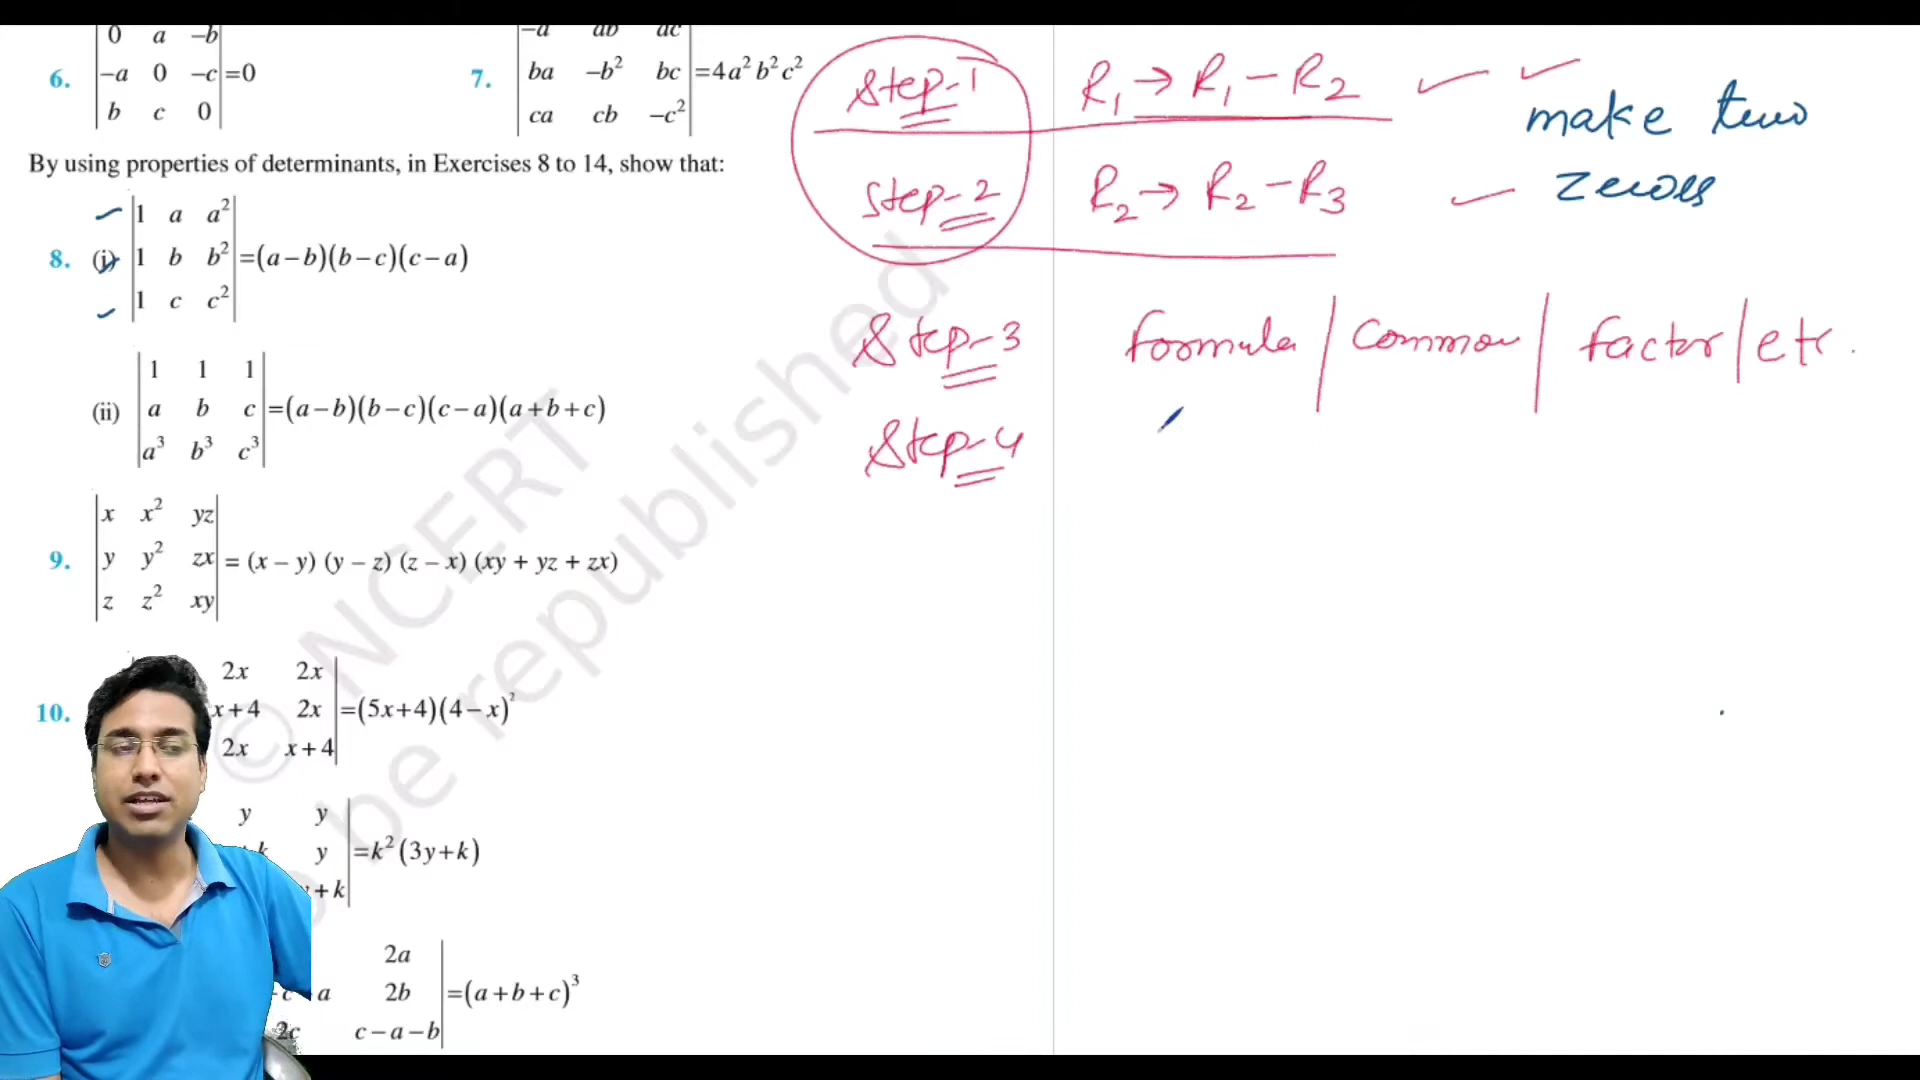 6. | 0 a −b |
| −a 0 −c | =0
| b c 0 |
7. | −a ab ac |
| ba −b² bc | =4a²b²c²
| ca cb −c² |
By using properties of determinants, in Exercises 8 to 14, show that:
| 1 a a² |
8. (i) | 1 b b² | =(a−b)(b−c)(c−a)
| 1 c c² |
| 1 1 1 |
(ii) | a b c | =(a−b)(b−c)(c−a)(a+b+c)
| a³ b³ c³ |
| x x² yz |
9. | y y² zx | = (x − y) (y − z) (z − x) (xy + yz + zx)
| z z² xy |
2x 2x |
10. x+4 2x | =(5x+4)(4−x)²
2x x+4 |
y y |
y | =k²(3y+k)
+k |
2a |
a 2b | =(a+b+c)³
2c c−a−b |
© NCERT
be republished
Step-1 R₁ → R₁ − R₂ ✓ ✓
make two
Step-2 R₂ → R₂ − R₃ ✓ zeroes
Step-3 formula / common / factor / etc.
Step-4